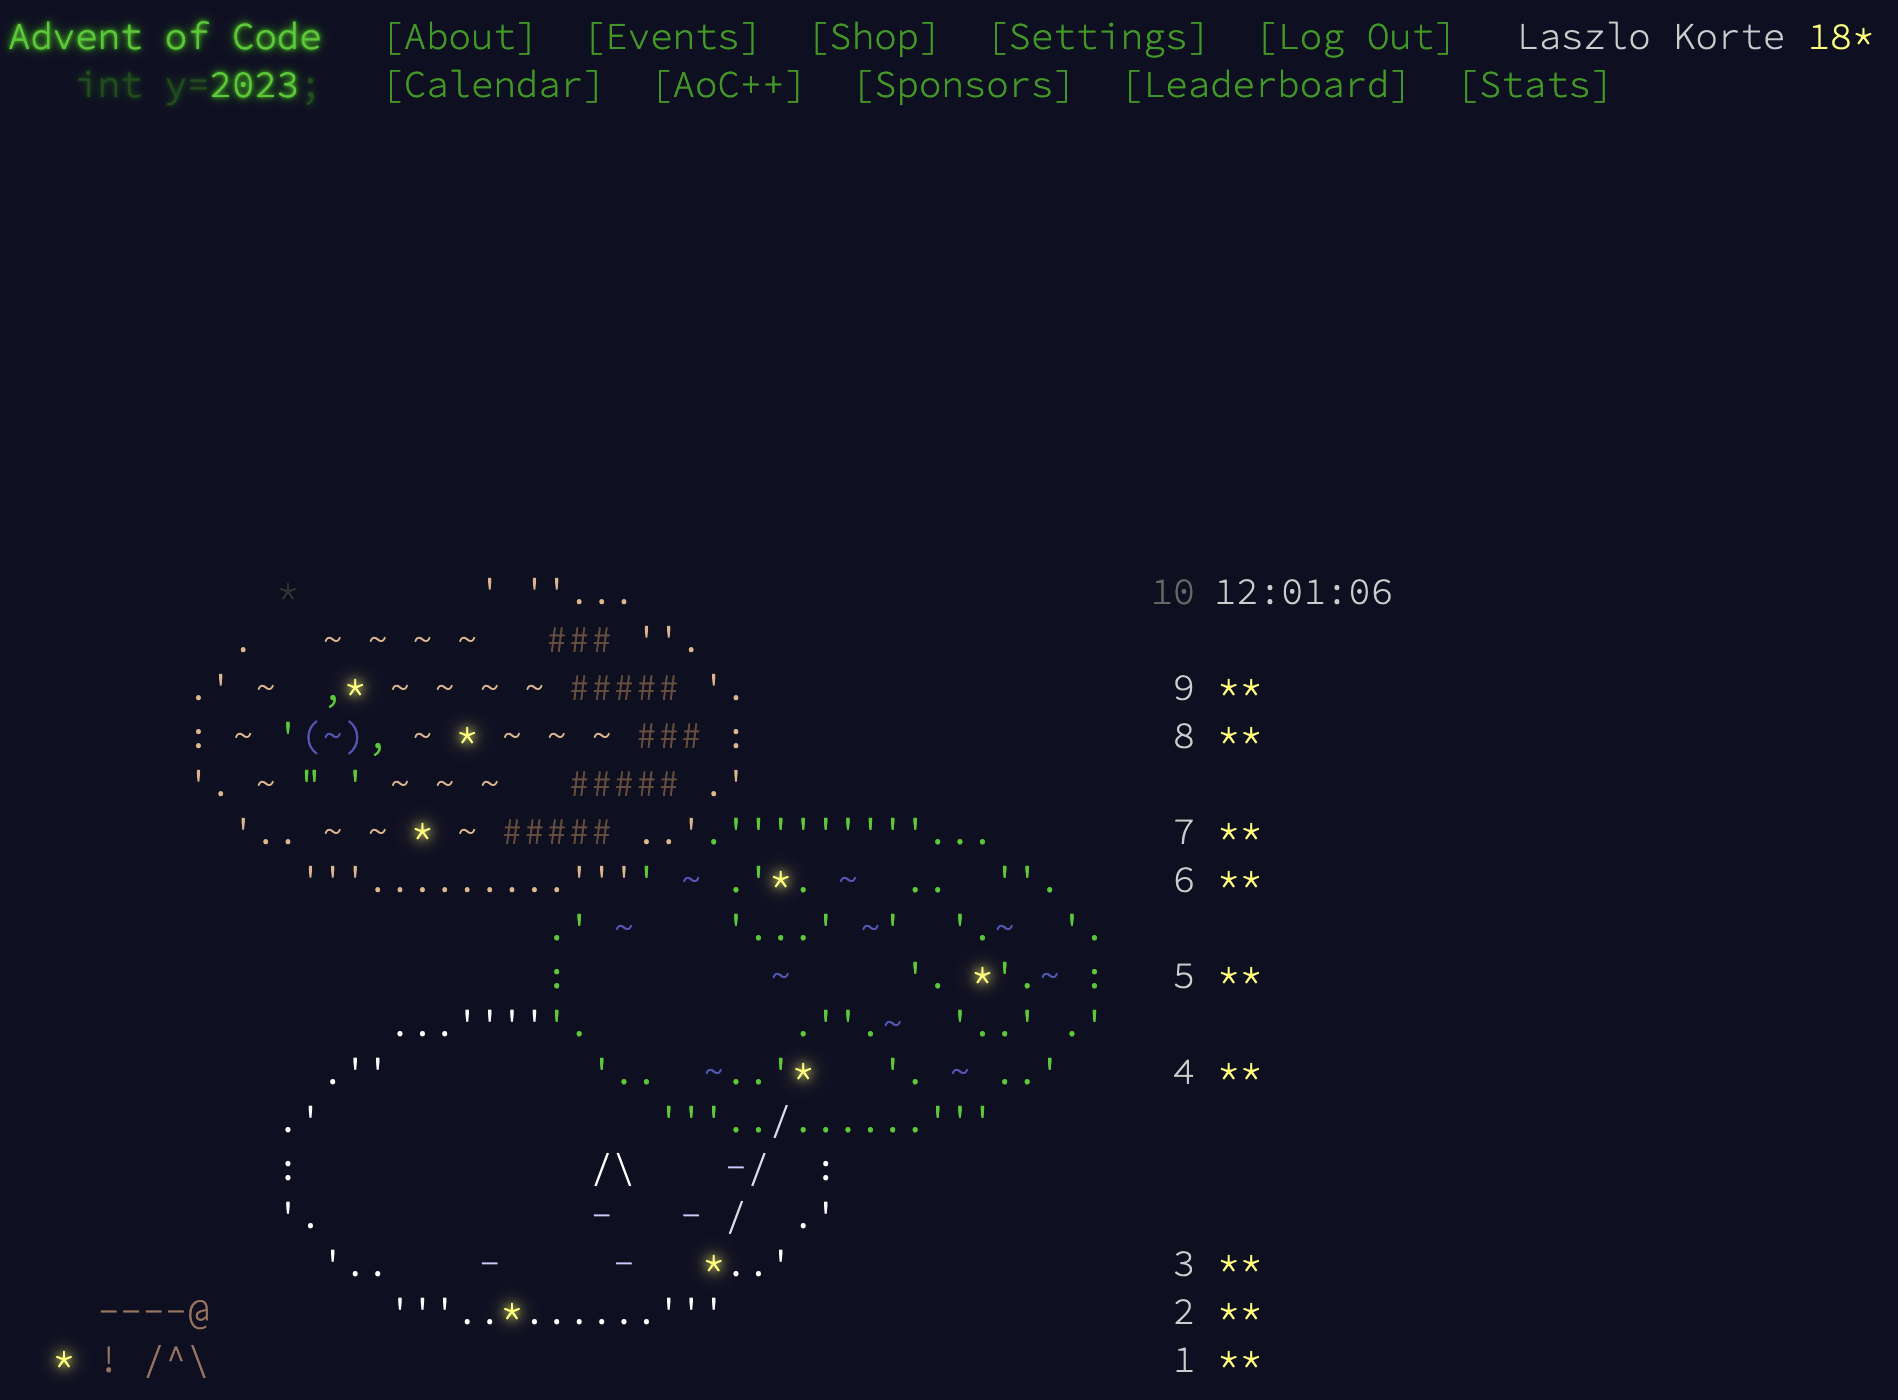 Advent of Code [About] [Events] [Shop] [Settings] [Log Out] Laszlo Korte 18*
int y=2023; [Calendar] [AoC++] [Sponsors] [Leaderboard] [Stats]
* ' ''... 10 12:01:06
. ~ ~ ~ ~ ### ''.
.' ~ ,* ~ ~ ~ ~ ##### '. 9 **
: ~ '(~), ~ * ~ ~ ~ ### : 8 **
'. ~ " ' ~ ~ ~ ##### .'
'.. ~ ~ * ~ ##### ..'.'''''''''... 7 **
'''.........'''' ~ .'*. ~ .. ''. 6 **
.' ~ '...' ~' '.~ '.
: ~ '. *'.~ : 5 **
...'''''. .''.~ '..' .'
.'' '.. ~..'* '. ~ ..' 4 **
.' '''../......'''
: /\ -/ :
'. - - / .'
'.. - - *..' 3 **
----@ '''..*......''' 2 **
* ! /^\ 1 **